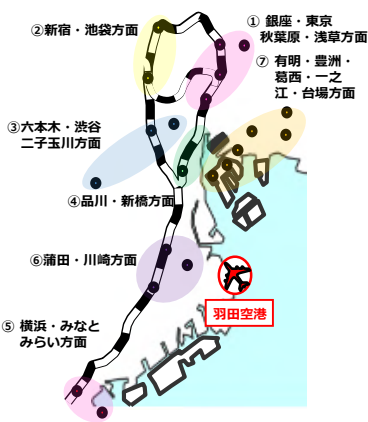 ① 銀座・東京
秋葉原・浅草方面
②新宿・池袋方面
⑦ 有明・豊洲・
葛西・一之
江・台場方面
③六本木・渋谷
二子玉川方面
④品川・新橋方面
⑥蒲田・川崎方面
羽田空港
⑤ 横浜・みなと
みらい方面